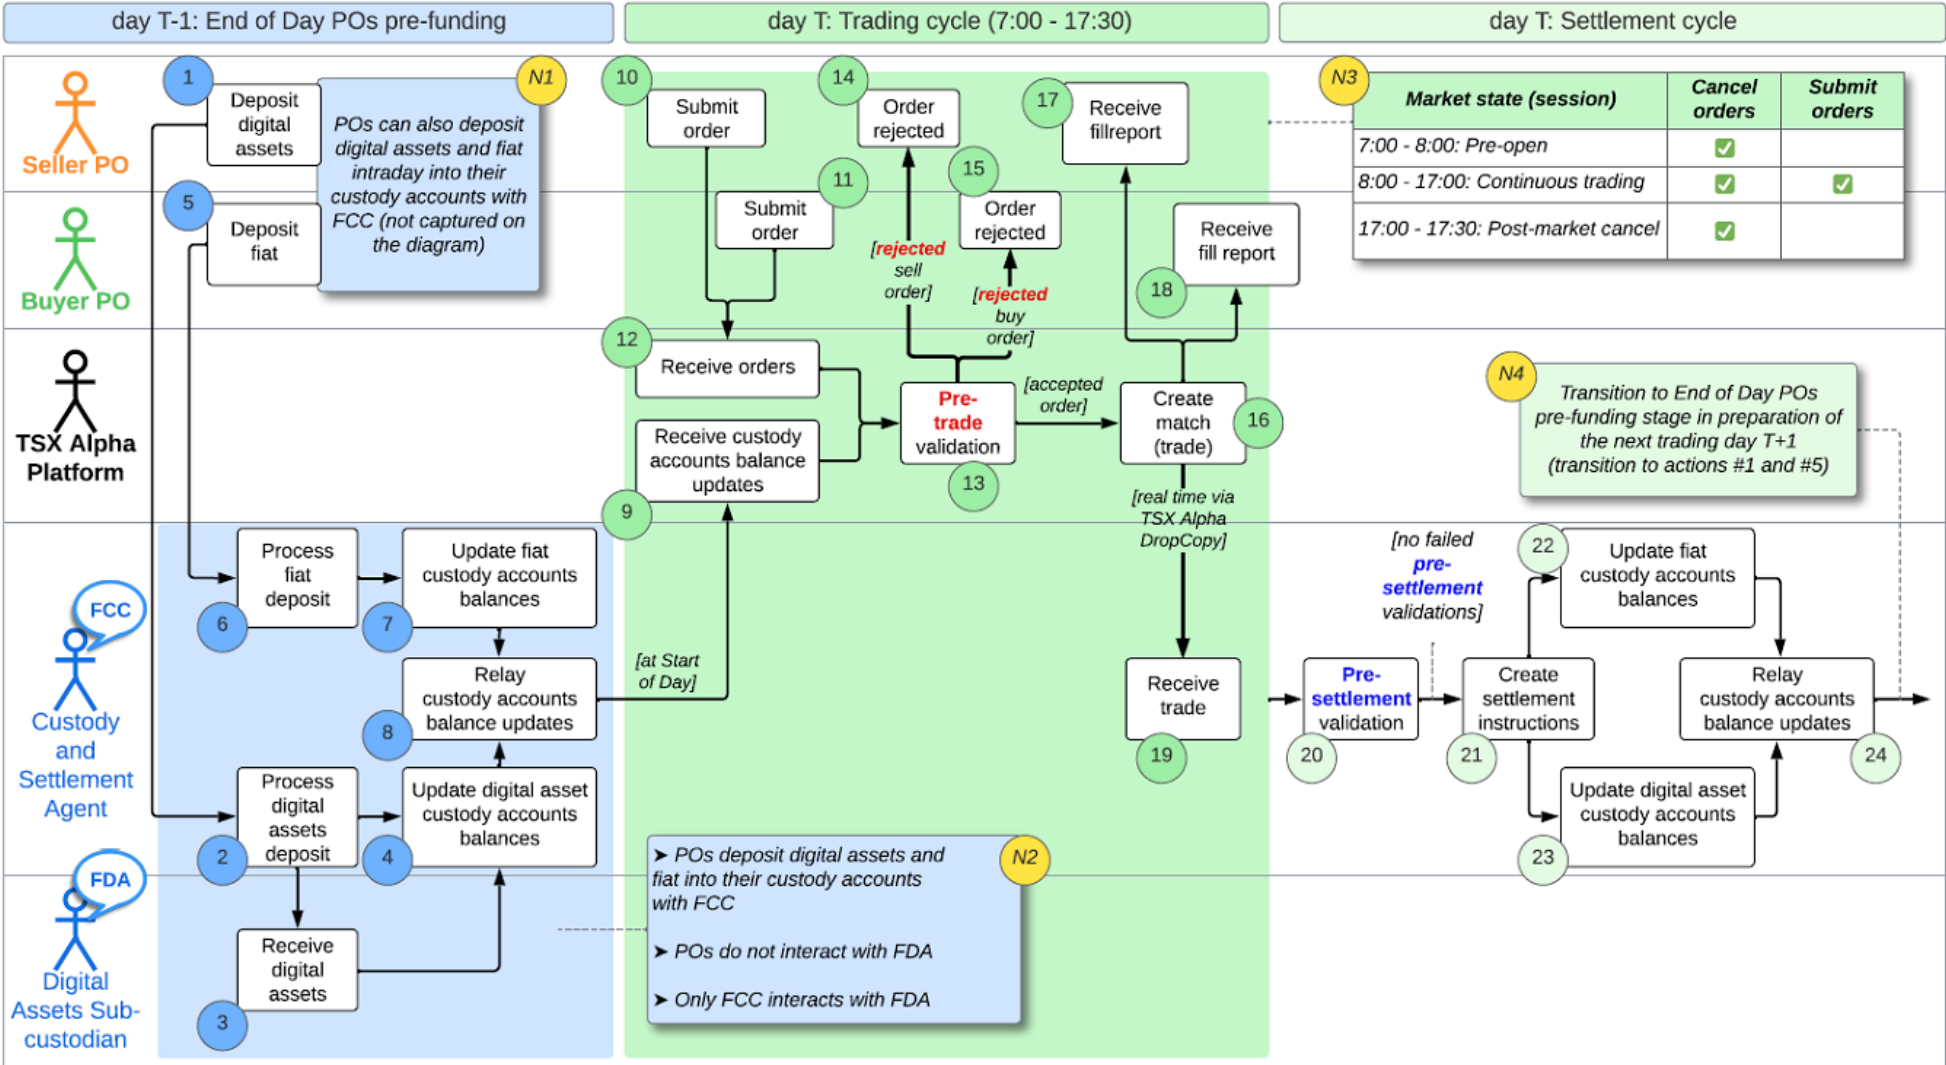 day T-1: End of Day POs pre-funding
day T: Trading cycle (7:00 - 17:30)
day T: Settlement cycle
Seller PO
1
Deposit
digital
assets
N1
POs can also deposit
digital assets and fiat
intraday into their
custody accounts with
FCC (not captured on
the diagram)
10
Submit
order
14
Order
rejected
17
Receive
fillreport
N3
Market state (session)
Cancel
orders
Submit
orders
7:00 - 8:00: Pre-open
✅
8:00 - 17:00: Continuous trading
✅
✅
17:00 - 17:30: Post-market cancel
✅
Buyer PO
5
Deposit
fiat
11
Submit
order
15
Order
rejected
[rejected
sell
order]
[rejected
buy
order]
18
Receive
fill report
TSX Alpha
Platform
12
Receive orders
9
Receive custody
accounts balance
updates
Pre-
trade
validation
13
[accepted
order]
Create
match
(trade)
16
[real time via
TSX Alpha
DropCopy]
N4
Transition to End of Day POs
pre-funding stage in preparation of
the next trading day T+1
(transition to actions #1 and #5)
FCC
Custody
and
Settlement
Agent
Process
fiat
deposit
6
Update fiat
custody accounts
balances
7
Relay
custody accounts
balance updates
8
[at Start
of Day]
Process
digital
assets
deposit
2
Update digital asset
custody accounts
balances
4
Receive
trade
19
Pre-
settlement
validation
20
[no failed
pre-
settlement
validations]
Create
settlement
instructions
21
22
Update fiat
custody accounts
balances
Update digital asset
custody accounts
balances
23
Relay
custody accounts
balance updates
24
FDA
Digital
Assets Sub-
custodian
Receive
digital
assets
3
N2
➤ POs deposit digital assets and
fiat into their custody accounts
with FCC
➤ POs do not interact with FDA
➤ Only FCC interacts with FDA